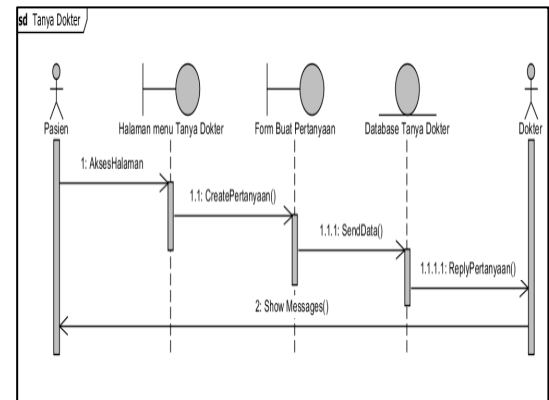 sd Tanya Dokter
Pasien
Halaman menu Tanya Dokter
Form Buat Pertanyaan
Database Tanya Dokter
Dokter
1: AksesHalaman
1.1: CreatePertanyaan()
1.1.1: SendData()
1.1.1.1: ReplyPertanyaan()
2: Show Messages()